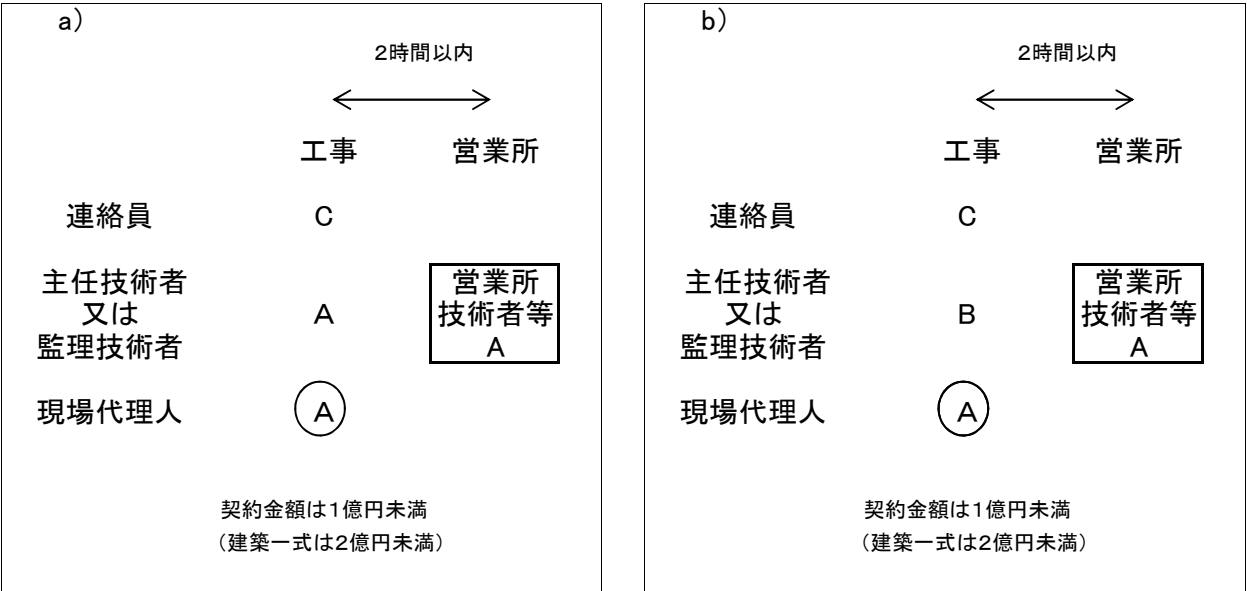 a)
2時間以内
工事 営業所
連絡員 C
主任技術者
又は
監理技術者
A
営業所
技術者等
A
現場代理人 A
契約金額は1億円未満
(建築一式は2億円未満)
b)
2時間以内
工事 営業所
連絡員 C
主任技術者
又は
監理技術者
B
営業所
技術者等
A
現場代理人 A
契約金額は1億円未満
(建築一式は2億円未満)